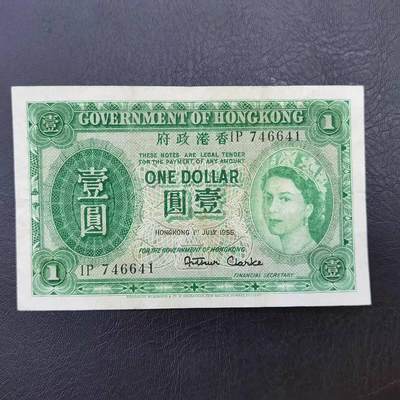 GOVERNMENT OF HONGKONG
壹 1
府政港香 1P 746641
THESE NOTES ARE LEGAL TENDER
FOR THE PAYMENT OF ANY AMOUNT
ONE DOLLAR
壹圓
圓壹
HONGKONG 1ST JULY 1955
FOR THE GOVERNMENT OF HONGKONG
1P 746641
Arthur Clarke
FINANCIAL SECRETARY
1 壹